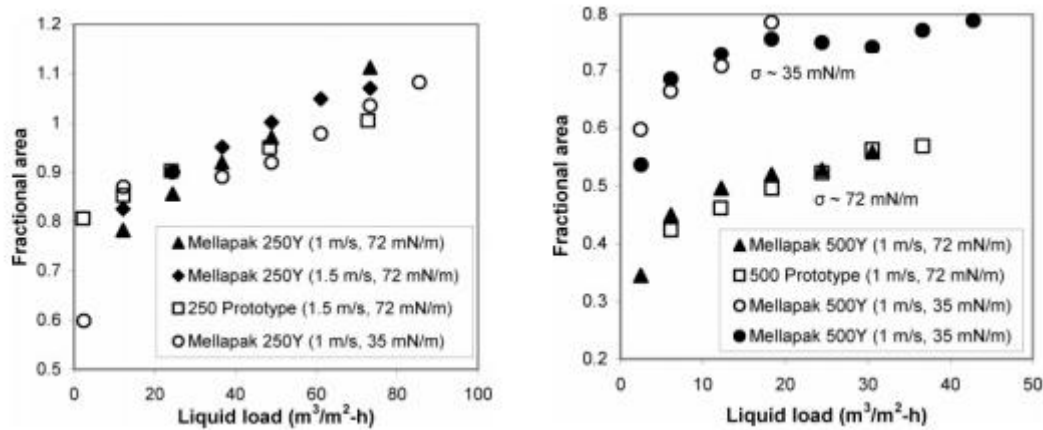 1.2
1.1
1
0.9
0.8
0.7
0.6
0.5
Fractional area
0 20 40 60 80 100
Liquid load (m³/m²-h)
Mellapak 250Y (1 m/s, 72 mN/m)
Mellapak 250Y (1.5 m/s, 72 mN/m)
250 Prototype (1.5 m/s, 72 mN/m)
Mellapak 250Y (1 m/s, 35 mN/m)
0.8
0.7
0.6
0.5
0.4
0.3
0.2
Fractional area
σ ~ 35 mN/m
σ ~ 72 mN/m
Mellapak 500Y (1 m/s, 72 mN/m)
500 Prototype (1 m/s, 72 mN/m)
Mellapak 500Y (1 m/s, 35 mN/m)
Mellapak 500Y (1 m/s, 35 mN/m)
0 10 20 30 40 50
Liquid load (m³/m²-h)